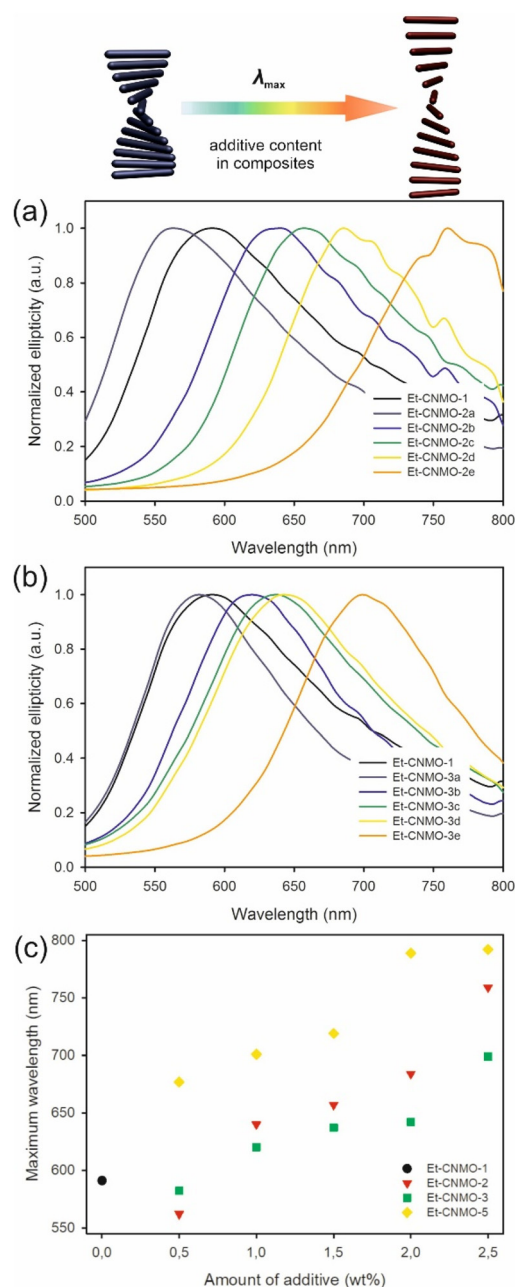 λmax
additive content
in composites
(a)
Normalized ellipticity (a.u.)
1.0
0.8
0.6
0.4
0.2
0.0
Et-CNMO-1
Et-CNMO-2a
Et-CNMO-2b
Et-CNMO-2c
Et-CNMO-2d
Et-CNMO-2e
500 550 600 650 700 750 800
Wavelength (nm)
(b)
Normalized ellipticity (a.u.)
1.0
0.8
0.6
0.4
0.2
0.0
Et-CNMO-1
Et-CNMO-3a
Et-CNMO-3b
Et-CNMO-3c
Et-CNMO-3d
Et-CNMO-3e
500 550 600 650 700 750 800
Wavelength (nm)
(c)
Maximum wavelength (nm)
800
750
700
650
600
550
Et-CNMO-1
Et-CNMO-2
Et-CNMO-3
Et-CNMO-5
0,0 0,5 1,0 1,5 2,0 2,5
Amount of additive (wt%)